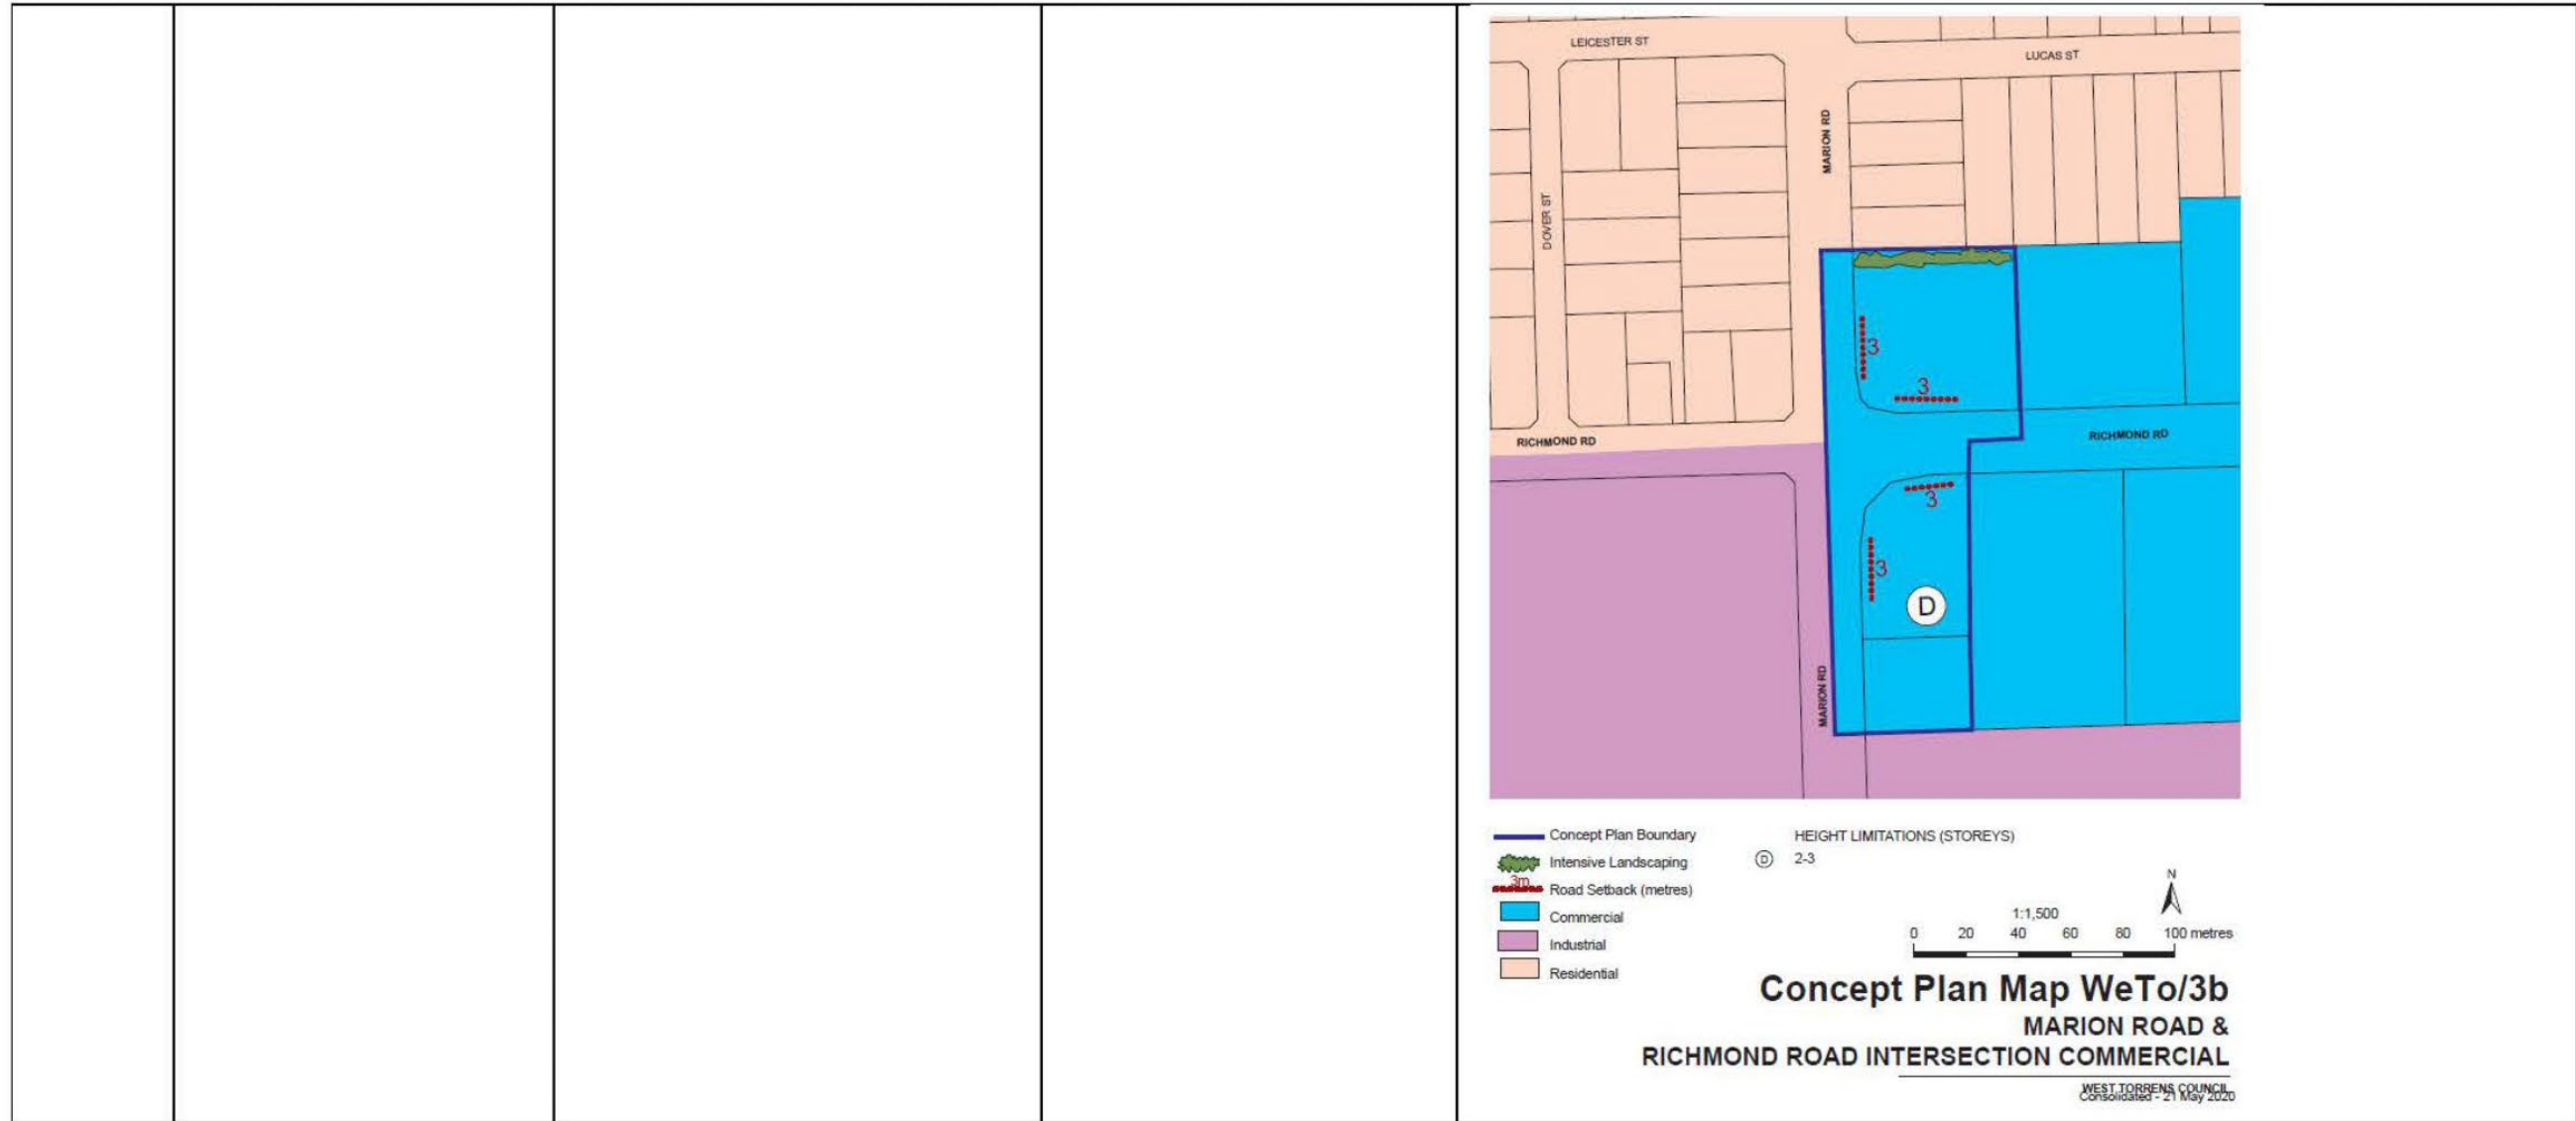 LEICESTER ST
LUCAS ST
MARION RD
DOVER ST
3
3
RICHMOND RD
RICHMOND RD
3
3
D
MARION RD
Concept Plan Boundary
Intensive Landscaping
3m
Road Setback (metres)
Commercial
Industrial
Residential
HEIGHT LIMITATIONS (STOREYS)
D 2-3
N
1:1,500
0 20 40 60 80 100 metres
Concept Plan Map WeTo/3b
MARION ROAD &
RICHMOND ROAD INTERSECTION COMMERCIAL
WEST TORRENS COUNCIL
Consolidated - 21 May 2020